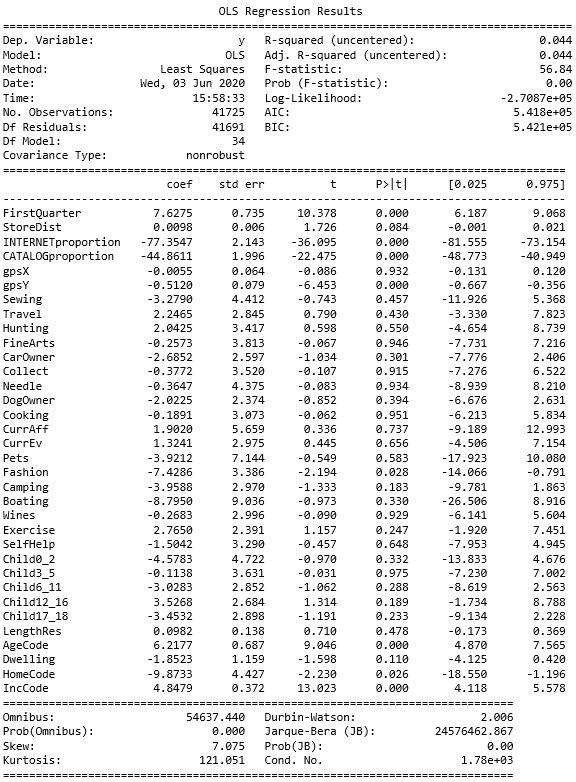 OLS Regression Results
==============================================================================
Dep. Variable: y R-squared (uncentered): 0.044
Model: OLS Adj. R-squared (uncentered): 0.044
Method: Least Squares F-statistic: 56.84
Date: Wed, 03 Jun 2020 Prob (F-statistic): 0.00
Time: 15:58:33 Log-Likelihood: -2.7087e+05
No. Observations: 41725 AIC: 5.418e+05
Df Residuals: 41691 BIC: 5.421e+05
Df Model: 34
Covariance Type: nonrobust
==============================================================================
coef std err t P>|t| [0.025 0.975]
------------------------------------------------------------------------------
FirstQuarter 7.6275 0.735 10.378 0.000 6.187 9.068
StoreDist 0.0098 0.006 1.726 0.084 -0.001 0.021
INTERNETproportion -77.3547 2.143 -36.095 0.000 -81.555 -73.154
CATALOGproportion -44.8611 1.996 -22.475 0.000 -48.773 -40.949
gpsX -0.0055 0.064 -0.086 0.932 -0.131 0.120
gpsY -0.5120 0.079 -6.453 0.000 -0.667 -0.356
Sewing -3.2790 4.412 -0.743 0.457 -11.926 5.368
Travel 2.2465 2.845 0.790 0.430 -3.330 7.823
Hunting 2.0425 3.417 0.598 0.550 -4.654 8.739
FineArts -0.2573 3.813 -0.067 0.946 -7.731 7.216
CarOwner -2.6852 2.597 -1.034 0.301 -7.776 2.406
Collect -0.3772 3.520 -0.107 0.915 -7.276 6.522
Needle -0.3647 4.375 -0.083 0.934 -8.939 8.210
DogOwner -2.0225 2.374 -0.852 0.394 -6.676 2.631
Cooking -0.1891 3.073 -0.062 0.951 -6.213 5.834
CurrAff 1.9020 5.659 0.336 0.737 -9.189 12.993
CurrEv 1.3241 2.975 0.445 0.656 -4.506 7.154
Pets -3.9212 7.144 -0.549 0.583 -17.923 10.080
Fashion -7.4286 3.386 -2.194 0.028 -14.066 -0.791
Camping -3.9588 2.970 -1.333 0.183 -9.781 1.863
Boating -8.7950 9.036 -0.973 0.330 -26.506 8.916
Wines -0.2683 2.996 -0.090 0.929 -6.141 5.604
Exercise 2.7650 2.391 1.157 0.247 -1.920 7.451
SelfHelp -1.5042 3.290 -0.457 0.648 -7.953 4.945
Child0_2 -4.5783 4.722 -0.970 0.332 -13.833 4.676
Child3_5 -0.1138 3.631 -0.031 0.975 -7.230 7.002
Child6_11 -3.0283 2.852 -1.062 0.288 -8.619 2.563
Child12_16 3.5268 2.684 1.314 0.189 -1.734 8.788
Child17_18 -3.4532 2.898 -1.191 0.233 -9.134 2.228
LengthRes 0.0982 0.138 0.710 0.478 -0.173 0.369
AgeCode 6.2177 0.687 9.046 0.000 4.870 7.565
Dwelling -1.8523 1.159 -1.598 0.110 -4.125 0.420
HomeCode -9.8733 4.427 -2.230 0.026 -18.550 -1.196
IncCode 4.8479 0.372 13.023 0.000 4.118 5.578
==============================================================================
Omnibus: 54637.440 Durbin-Watson: 2.006
Prob(Omnibus): 0.000 Jarque-Bera (JB): 24576462.867
Skew: 7.075 Prob(JB): 0.00
Kurtosis: 121.051 Cond. No. 1.78e+03
==============================================================================